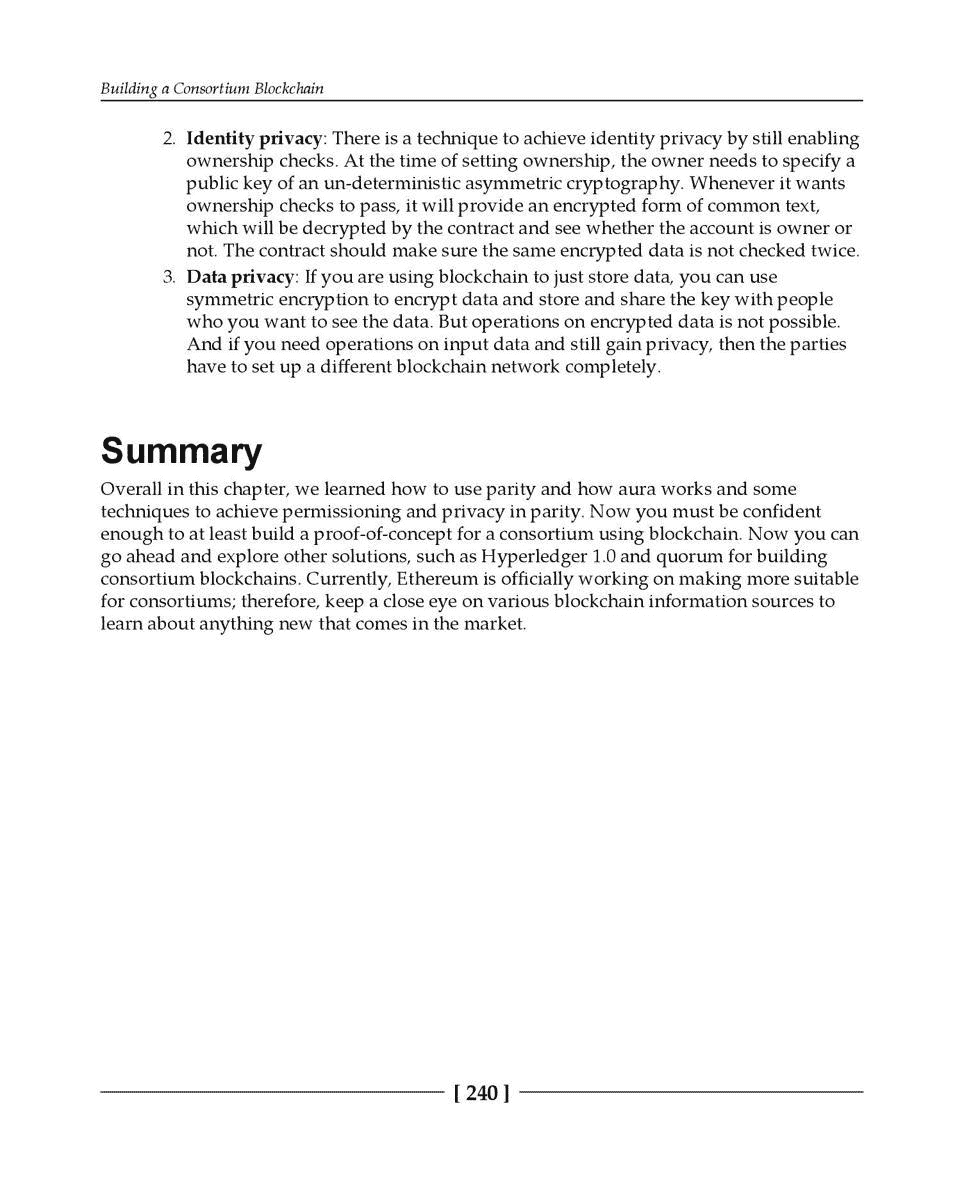 Building a Consortium Blockchain
2. Identity privacy: There is a technique to achieve identity privacy by still enabling
ownership checks. At the time of setting ownership, the owner needs to specify a
public key of an un-deterministic asymmetric cryptography. Whenever it wants
ownership checks to pass, it will provide an encrypted form of common text,
which will be decrypted by the contract and see whether the account is owner or
not. The contract should make sure the same encrypted data is not checked twice.
3. Data privacy: If you are using blockchain to just store data, you can use
symmetric encryption to encrypt data and store and share the key with people
who you want to see the data. But operations on encrypted data is not possible.
And if you need operations on input data and still gain privacy, then the parties
have to set up a different blockchain network completely.
Summary
Overall in this chapter, we learned how to use parity and how aura works and some
techniques to achieve permissioning and privacy in parity. Now you must be confident
enough to at least build a proof-of-concept for a consortium using blockchain. Now you can
go ahead and explore other solutions, such as Hyperledger 1.0 and quorum for building
consortium blockchains. Currently, Ethereum is officially working on making more suitable
for consortiums; therefore, keep a close eye on various blockchain information sources to
learn about anything new that comes in the market.
[ 240 ]